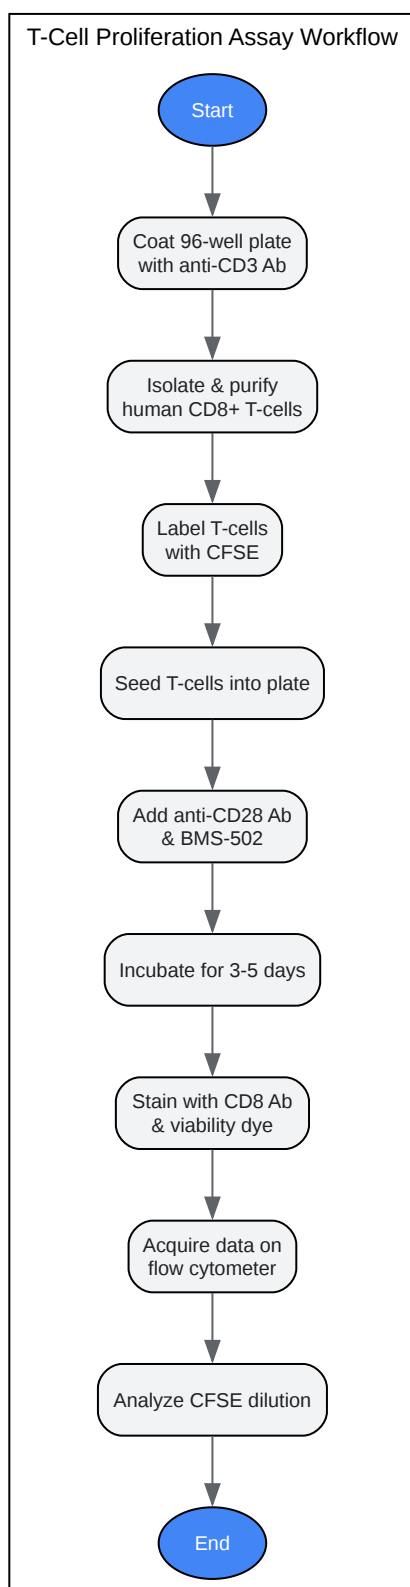 T-Cell Proliferation Assay Workflow
Start
Coat 96-well plate
with anti-CD3 Ab
Isolate & purify
human CD8+ T-cells
Label T-cells
with CFSE
Seed T-cells into plate
Add anti-CD28 Ab
& BMS-502
Incubate for 3-5 days
Stain with CD8 Ab
& viability dye
Acquire data on
flow cytometer
Analyze CFSE dilution
End